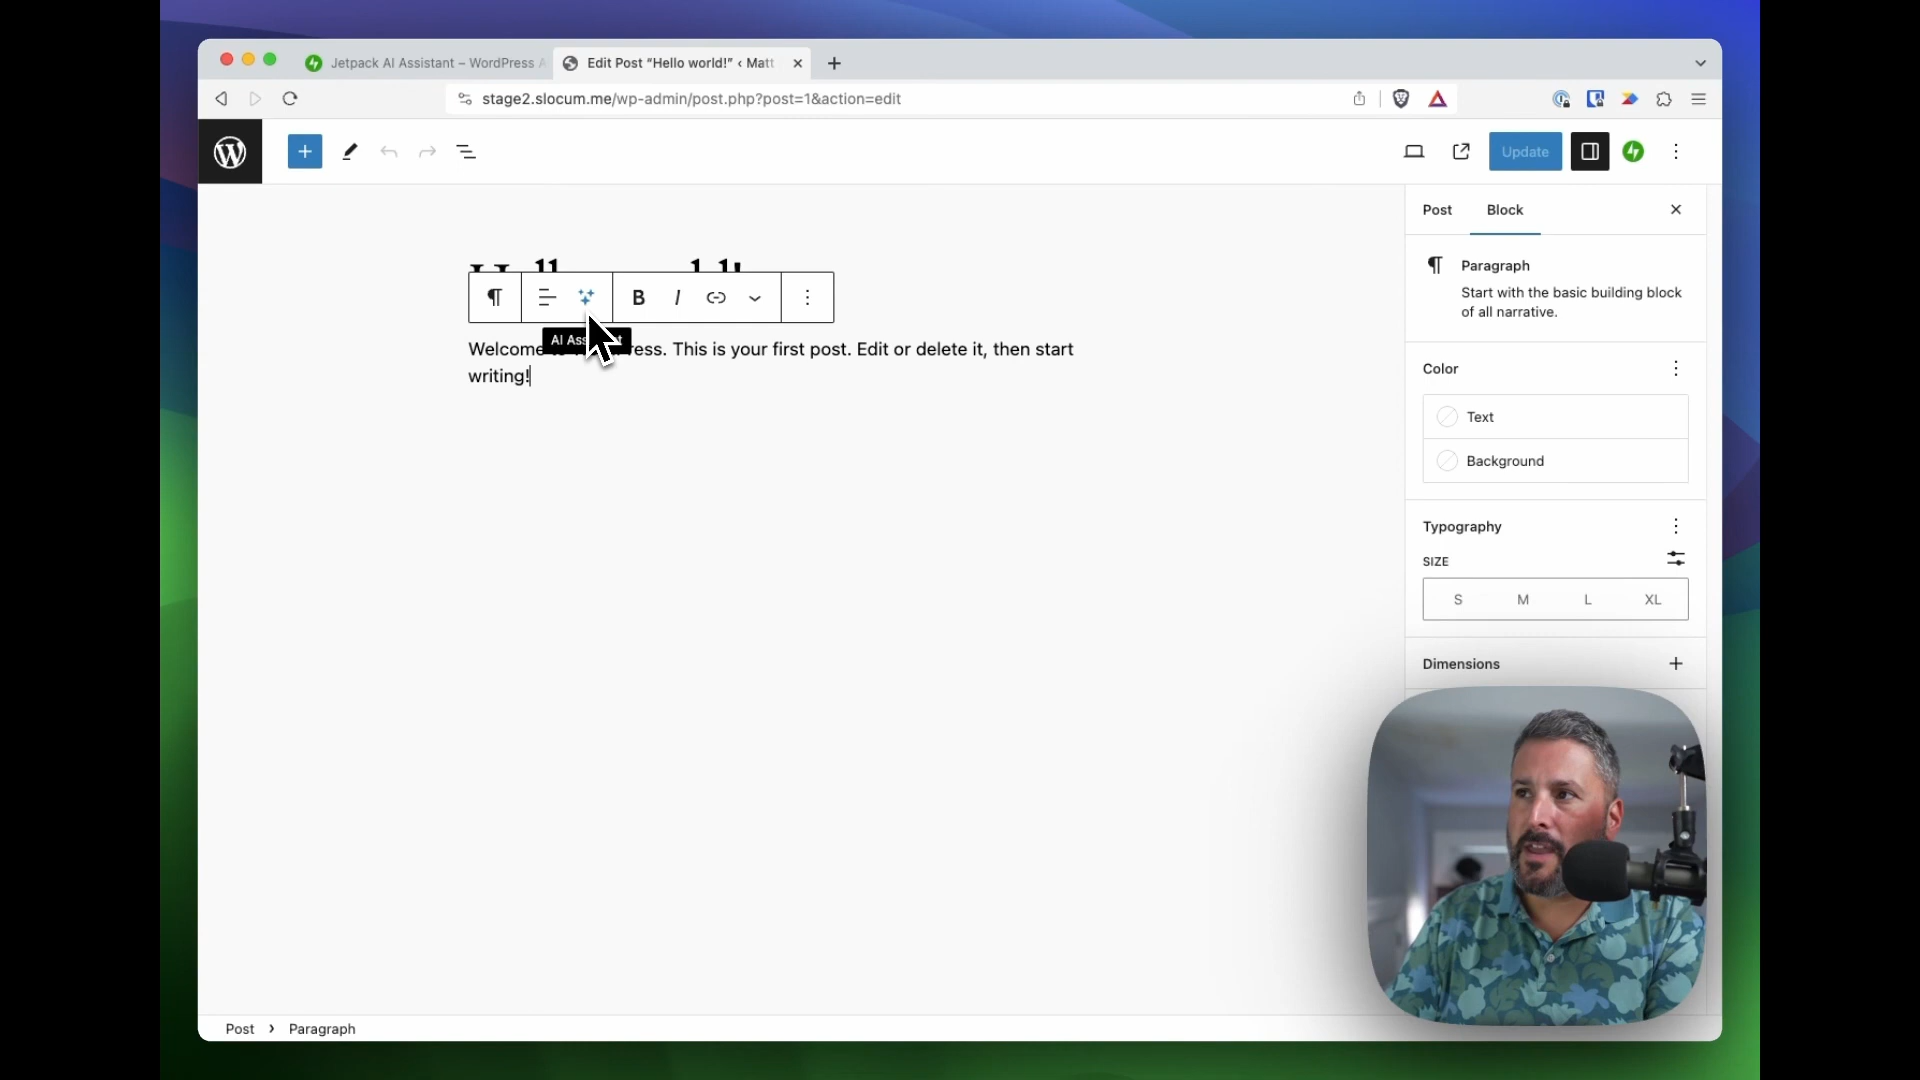 Jetpack AI Assistant – WordPress
Edit Post “Hello world!” ‹ Matt
stage2.slocum.me/wp-admin/post.php?post=1&action=edit
Update
Post
Block
Paragraph
Start with the basic building block
of all narrative.
B I
AI
Welcome This is your first post. Edit or delete it, then start
writing!
Color
Text
Background
Typography
SIZE
S M L XL
Dimensions
Post › Paragraph